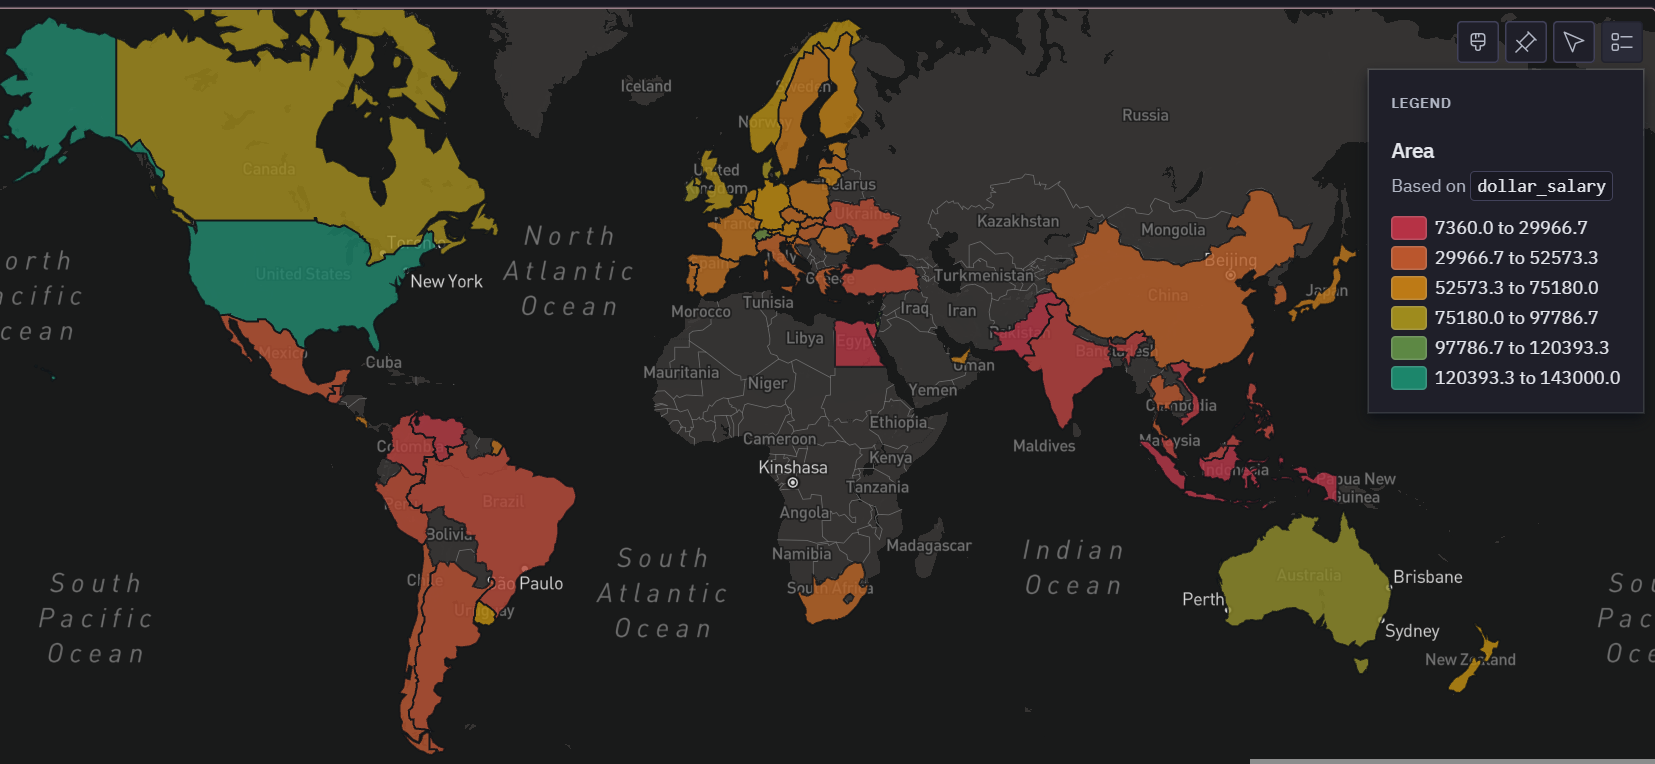 LEGEND
Area
Based on dollar_salary
7360.0 to 29966.7
29966.7 to 52573.3
52573.3 to 75180.0
75180.0 to 97786.7
97786.7 to 120393.3
120393.3 to 143000.0
Iceland
Sweden
Norway
Russia
Canada
United
Kingdom
Belarus
Ukraine
Kazakhstan
Mongolia
North
Atlantic
Ocean
Toronto
France
orth
acific
cean
United States
New York
Italy
Spain
Greece
Turkmenistan
Beijing
China
Japan
Morocco
Tunisia
Iraq
Iran
Pakistan
Libya
Egypt
Bangladesh
Mexico
Cuba
Mauritania
Niger
Oman
Yemen
Cambodia
Ethiopia
Colombia
Cameroon
Maldives
Malaysia
Kenya
Kinshasa
Indonesia
Papua New
Guinea
Peru
Brazil
Tanzania
Angola
Bolivia
Namibia
Madagascar
South
Atlantic
Ocean
Indian
Ocean
Chile
São Paulo
South Africa
Australia
Brisbane
South
Pacific
Ocean
Uruguay
Perth
Sydney
New Zealand
Sou
Pac
Oce